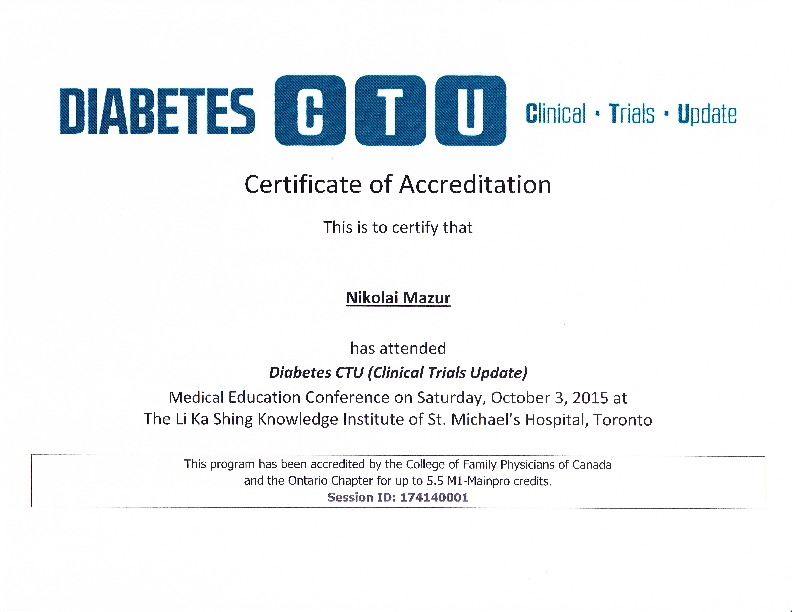 DIABETES CTU Clinical · Trials · Update
Certificate of Accreditation
This is to certify that
Nikolai Mazur
has attended
Diabetes CTU (Clinical Trials Update)
Medical Education Conference on Saturday, October 3, 2015 at
The Li Ka Shing Knowledge Institute of St. Michael's Hospital, Toronto
This program has been accredited by the College of Family Physicians of Canada
and the Ontario Chapter for up to 5.5 M1-Mainpro credits.
Session ID: 174140001